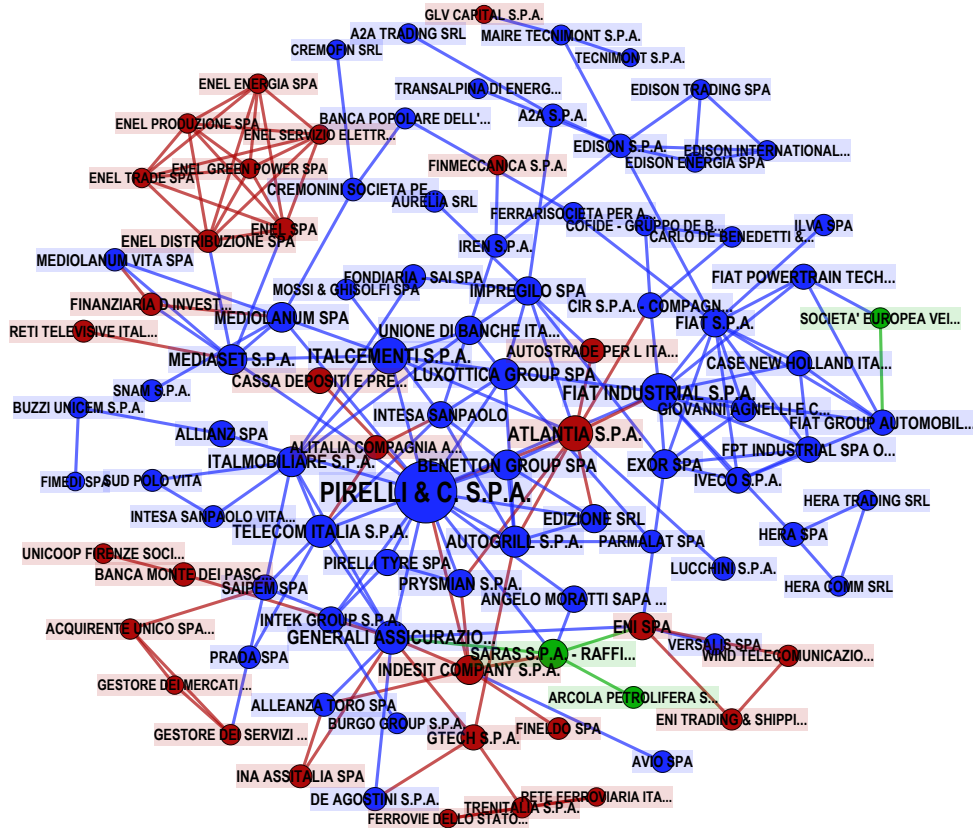 GLV CAPITAL S.P.A.
A2A TRADING SRL
MAIRE TECNIMONT S.P.A.
CREMOFIN SRL
TECNIMONT S.P.A.
ENEL ENERGIA SPA
TRANSALPINA DI ENERG...
EDISON TRADING SPA
BANCA POPOLARE DELL'...
A2A S.P.A.
ENEL PRODUZIONE SPA
ENEL SERVIZIO ELETTR...
EDISON S.P.A.
EDISON INTERNATIONAL...
EDISON ENERGIA SPA
FINMECCANICA S.P.A.
ENEL GREEN POWER SPA
ENEL TRADE SPA
CREMONINI SOCIETA PE...
AURELIA SRL
FERRARISOCIETA PER A...
COFIDE - GRUPPO DE B...
ILVA SPA
ENEL SPA
CARLO DE BENEDETTI &...
ENEL DISTRIBUZIONE SPA
IREN S.P.A.
MEDIOLANUM VITA SPA
FONDIARIA - SAI SPA
FIAT POWERTRAIN TECH...
MOSSI & GHISOLFI SPA
IMPREGILO SPA
FINANZIARIA D INVEST...
CIR S.P.A. - COMPAGN...
MEDIOLANUM SPA
SOCIETA' EUROPEA VEI...
FIAT S.P.A.
RETI TELEVISIVE ITAL...
UNIONE DI BANCHE ITA...
AUTOSTRADE PER L ITA...
MEDIASET S.P.A.
ITALCEMENTI S.P.A.
CASE NEW HOLLAND ITA...
LUXOTTICA GROUP SPA
CASSA DEPOSITI E PRE...
SNAM S.P.A.
FIAT INDUSTRIAL S.P.A.
BUZZI UNICEM S.P.A.
GIOVANNI AGNELLI E C...
INTESA SANPAOLO
FIAT GROUP AUTOMOBIL...
ALLIANZ SPA
ATLANTIA S.P.A.
ALITALIA COMPAGNIA A...
FPT INDUSTRIAL SPA O...
ITALMOBILIARE S.P.A.
BENETTON GROUP SPA
EXOR SPA
IVECO S.P.A.
FIMEDI SPA
SUD POLO VITA
PIRELLI & C. S.P.A.
HERA TRADING SRL
INTESA SANPAOLO VITA...
EDIZIONE SRL
TELECOM ITALIA S.P.A.
HERA SPA
AUTOGRILL S.P.A.
PARMALAT SPA
UNICOOP FIRENZE SOCI...
PIRELLI TYRE SPA
LUCCHINI S.P.A.
BANCA MONTE DEI PASC...
PRYSMIAN S.P.A.
SAIPEM SPA
HERA COMM SRL
ANGELO MORATTI SAPA ...
INTEK GROUP S.P.A.
ACQUIRENTE UNICO SPA...
ENI SPA
GENERALI ASSICURAZIO...
VERSALIS SPA
SARAS S.P.A. - RAFFI...
WIND TELECOMUNICAZIO...
PRADA SPA
INDESIT COMPANY S.P.A.
GESTORE DEI MERCATI ...
ARCOLA PETROLIFERA S...
ALLEANZA TORO SPA
BURGO GROUP S.P.A.
ENI TRADING & SHIPPI...
FINELDO SPA
GESTORE DEI SERVIZI ...
GTECH S.P.A.
AVIO SPA
INA ASSITALIA SPA
DE AGOSTINI S.P.A.
RETE FERROVIARIA ITA...
TRENITALIA S.P.A.
FERROVIE DELLO STATO...